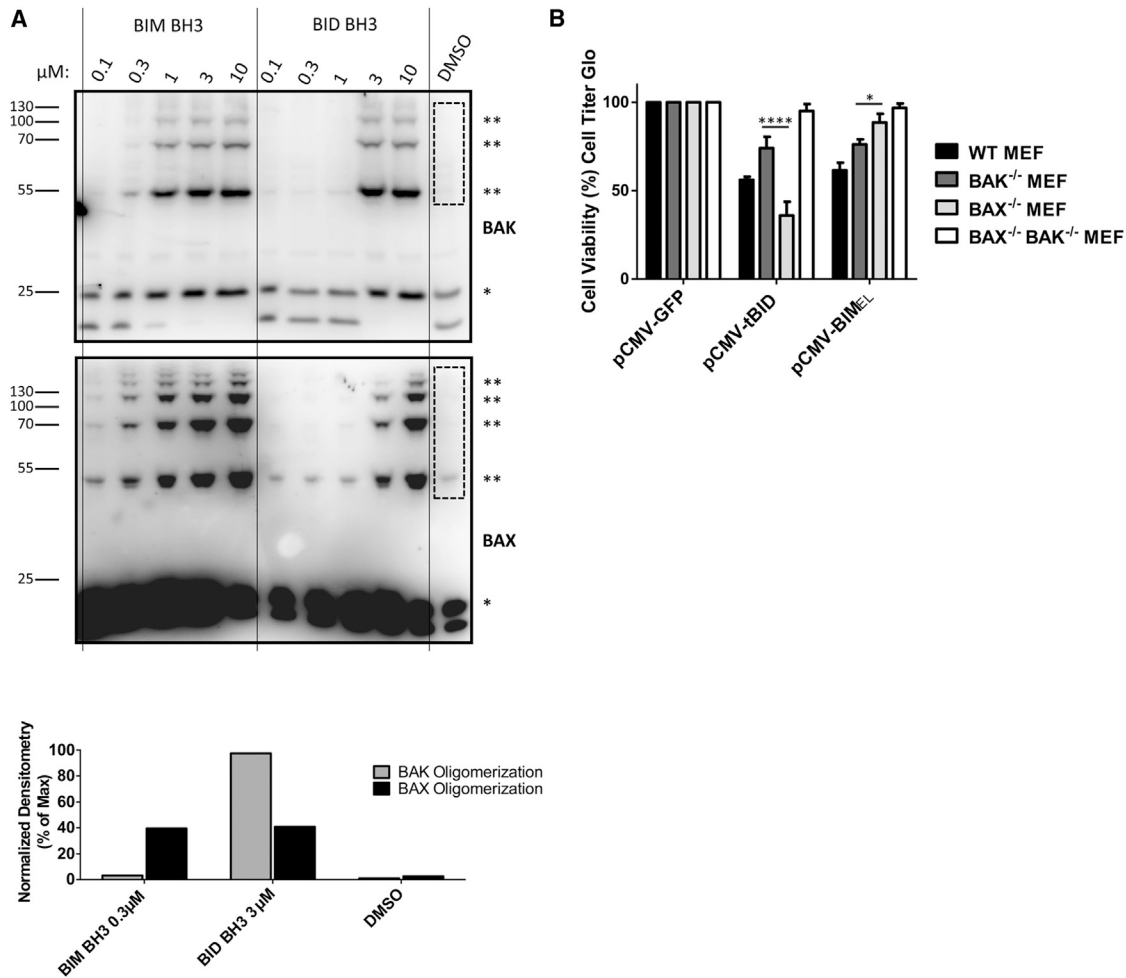 A
BIM BH3
BID BH3
µM:
0.1
0.3
1
3
10
0.1
0.3
1
3
10
DMSO
130
100
70
55
25
**
**
**
BAK
*
130
100
70
55
25
**
**
**
**
BAX
*
Normalized Densitometry
(% of Max)
100
80
60
40
20
0
BAK Oligomerization
BAX Oligomerization
BIM BH3 0.3µM
BID BH3 3µM
DMSO
B
Cell Viability (%) Cell Titer Glo
100
50
0
****
*
pCMV-GFP
pCMV-tBID
pCMV-BIMEL
WT MEF
BAK-/- MEF
BAX-/- MEF
BAX-/- BAK-/- MEF